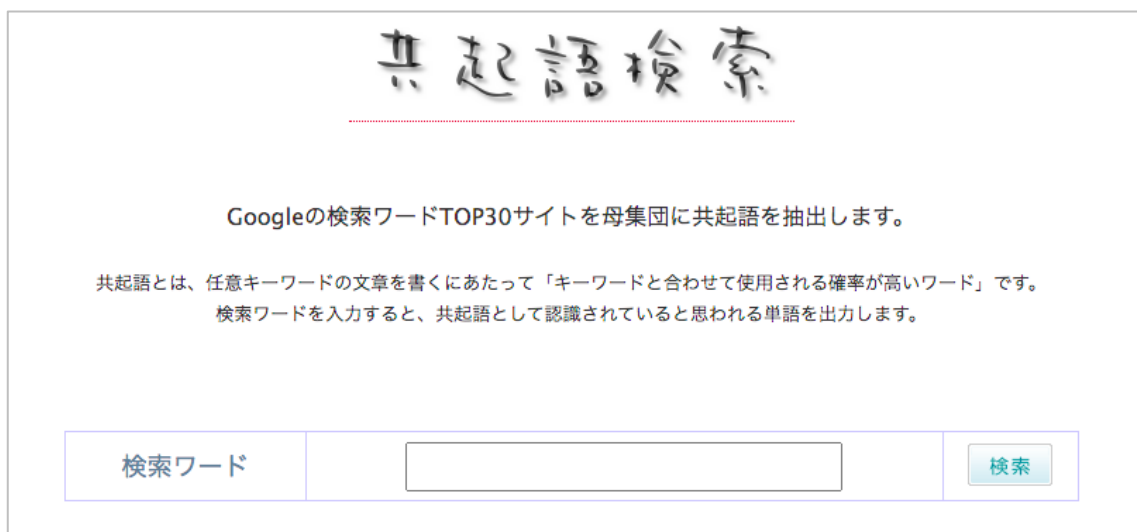 共起語検索
Googleの検索ワードTOP30サイトを母集団に共起語を抽出します。
共起語とは、任意キーワードの文章を書くにあたって「キーワードと合わせて使用される確率が高いワード」です。
検索ワードを入力すると、共起語として認識されていると思われる単語を出力します。
検索ワード 検索